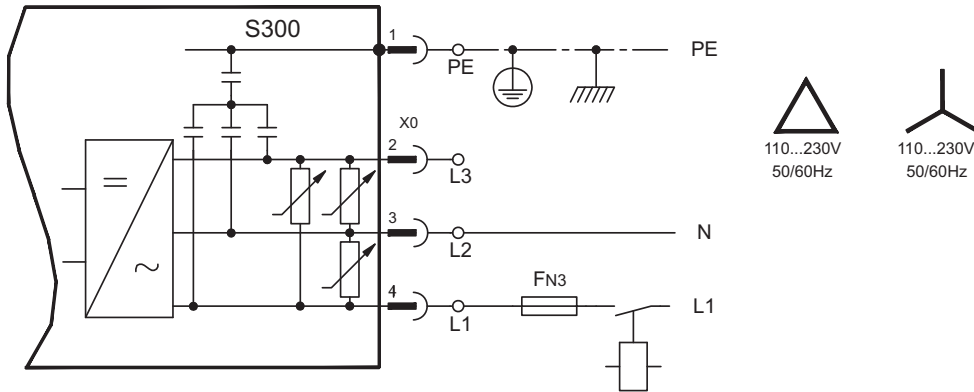 S300
1
PE
PE
X0
2
L3
3
L2
N
4
L1
FN3
L1
110...230V
50/60Hz
110...230V
50/60Hz